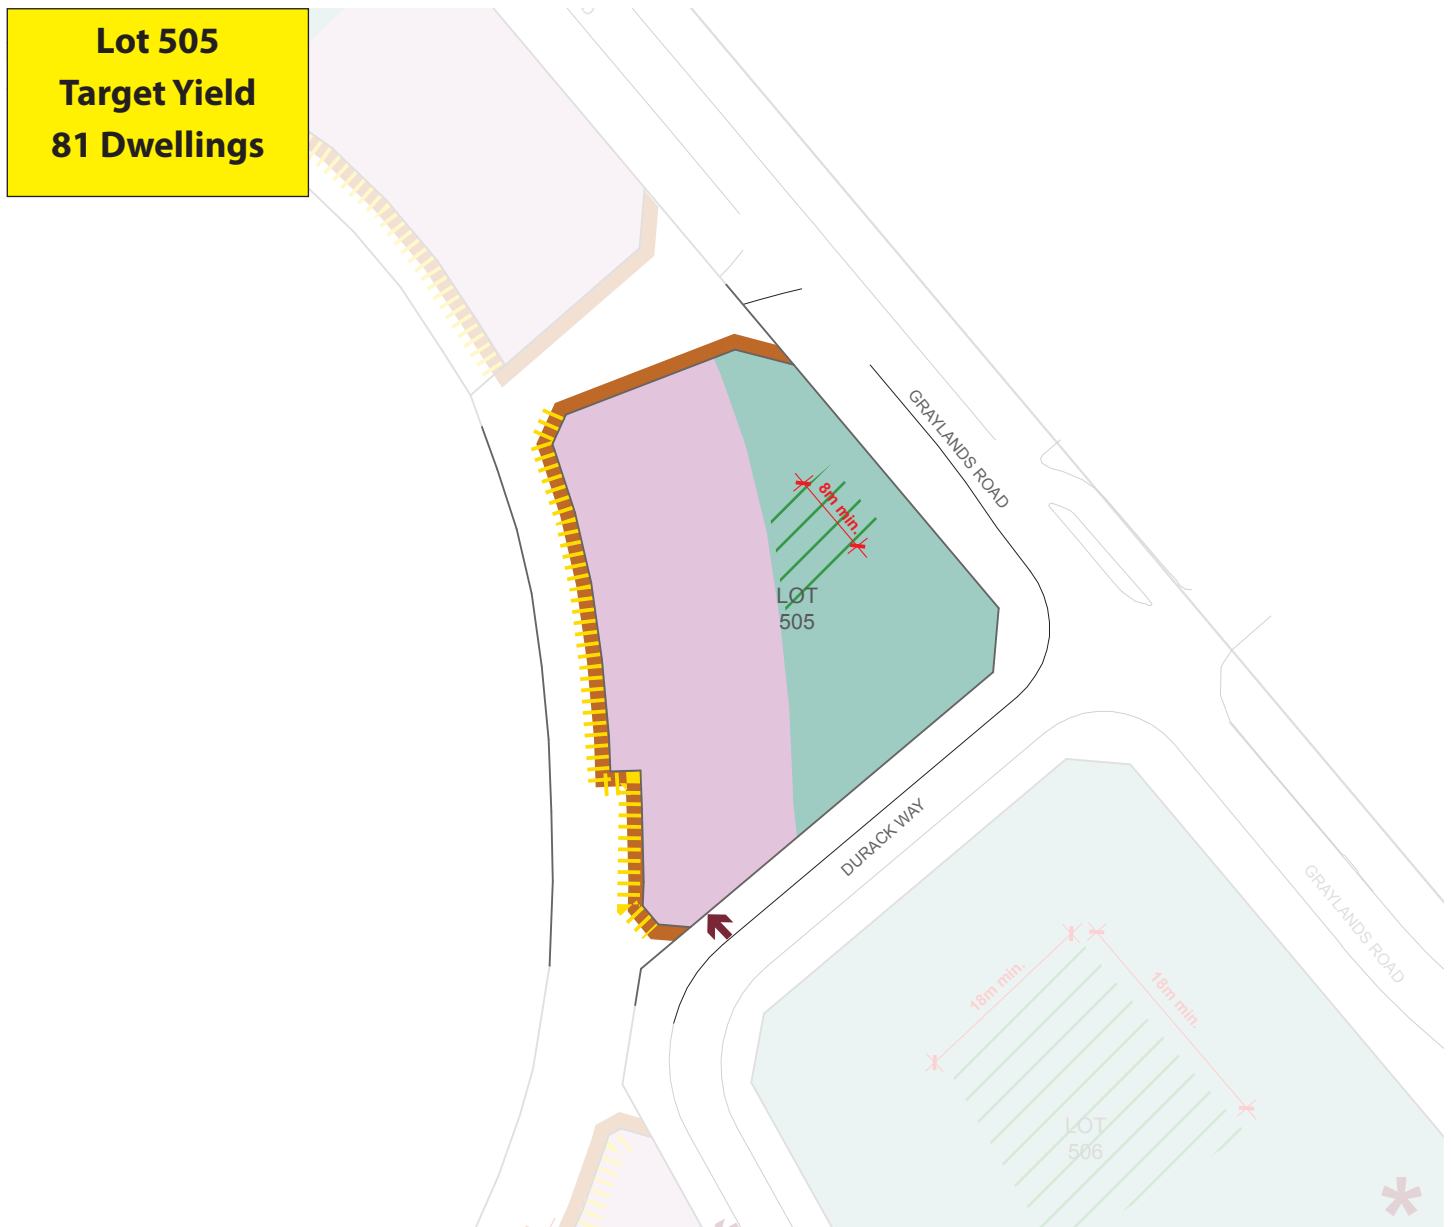 Lot 505
Target Yield
81 Dwellings
GRAYLANDS ROAD
8m min.
LOT
505
DURACK WAY
GRAYLANDS ROAD
18m min.
18m min.
LOT
506
*